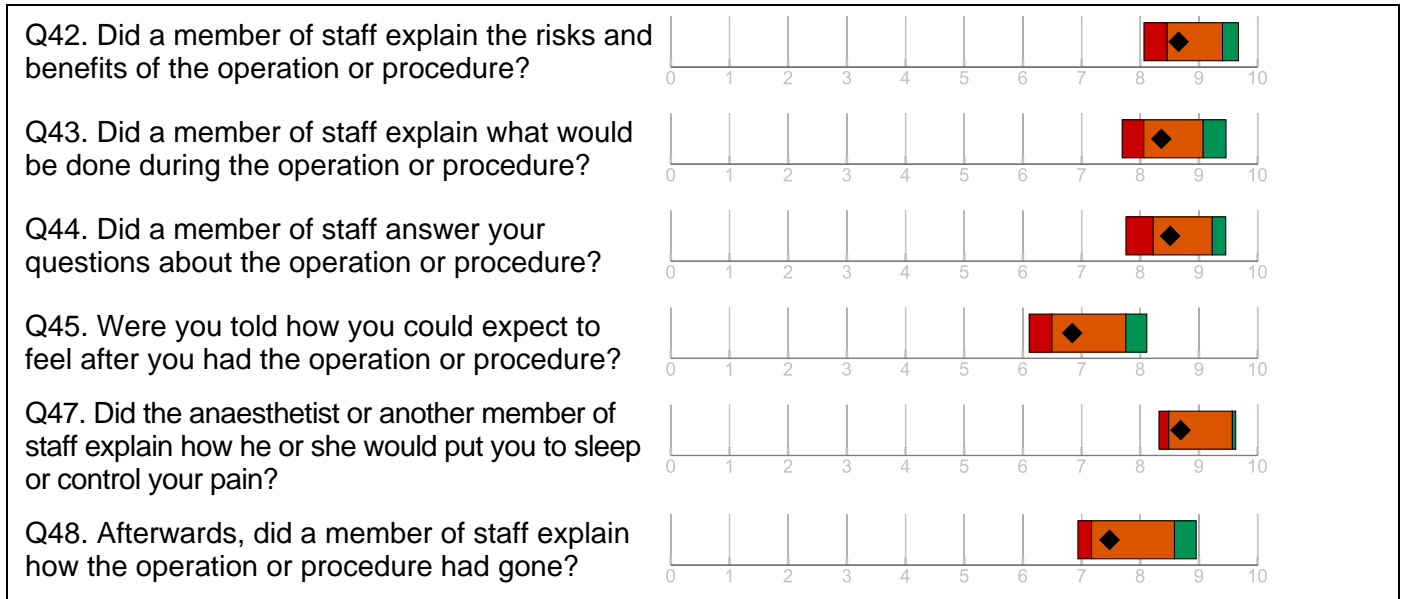 Q42. Did a member of staff explain the risks and
benefits of the operation or procedure?
0 1 2 3 4 5 6 7 8 9 10
Q43. Did a member of staff explain what would
be done during the operation or procedure?
0 1 2 3 4 5 6 7 8 9 10
Q44. Did a member of staff answer your
questions about the operation or procedure?
0 1 2 3 4 5 6 7 8 9 10
Q45. Were you told how you could expect to
feel after you had the operation or procedure?
0 1 2 3 4 5 6 7 8 9 10
Q47. Did the anaesthetist or another member of
staff explain how he or she would put you to sleep
or control your pain?
0 1 2 3 4 5 6 7 8 9 10
Q48. Afterwards, did a member of staff explain
how the operation or procedure had gone?
0 1 2 3 4 5 6 7 8 9 10